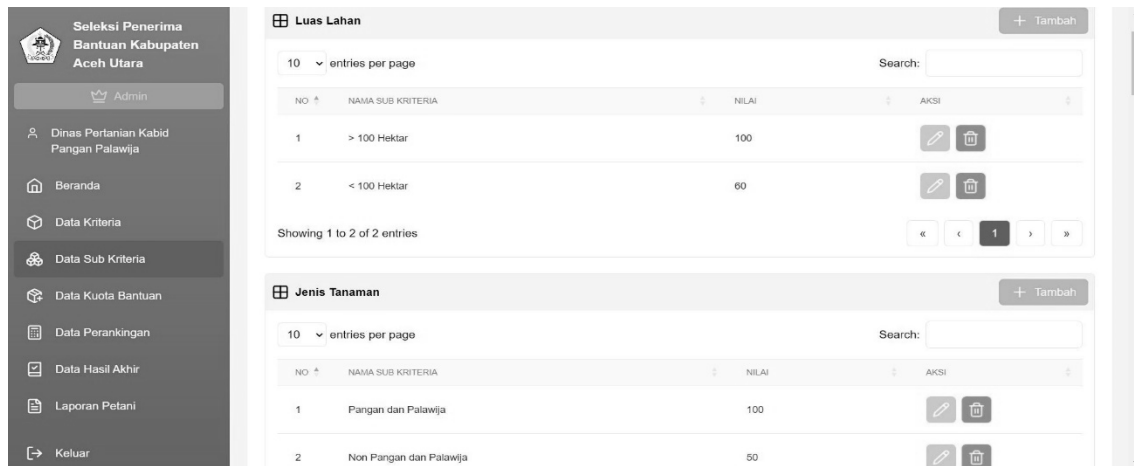 Seleksi Penerima
Bantuan Kabupaten
Aceh Utara
Admin
Dinas Pertanian Kabid
Pangan Palawija
Beranda
Data Kriteria
Data Sub Kriteria
Data Kuota Bantuan
Data Perankingan
Data Hasil Akhir
Laporan Petani
Keluar
Luas Lahan + Tambah
10 entries per page Search:
NO NAMA SUB KRITERIA NILAI AKSI
1 > 100 Hektar 100
2 < 100 Hektar 60
Showing 1 to 2 of 2 entries « ‹ 1 › »
Jenis Tanaman + Tambah
10 entries per page Search:
NO NAMA SUB KRITERIA NILAI AKSI
1 Pangan dan Palawija 100
2 Non Pangan dan Palawija 50